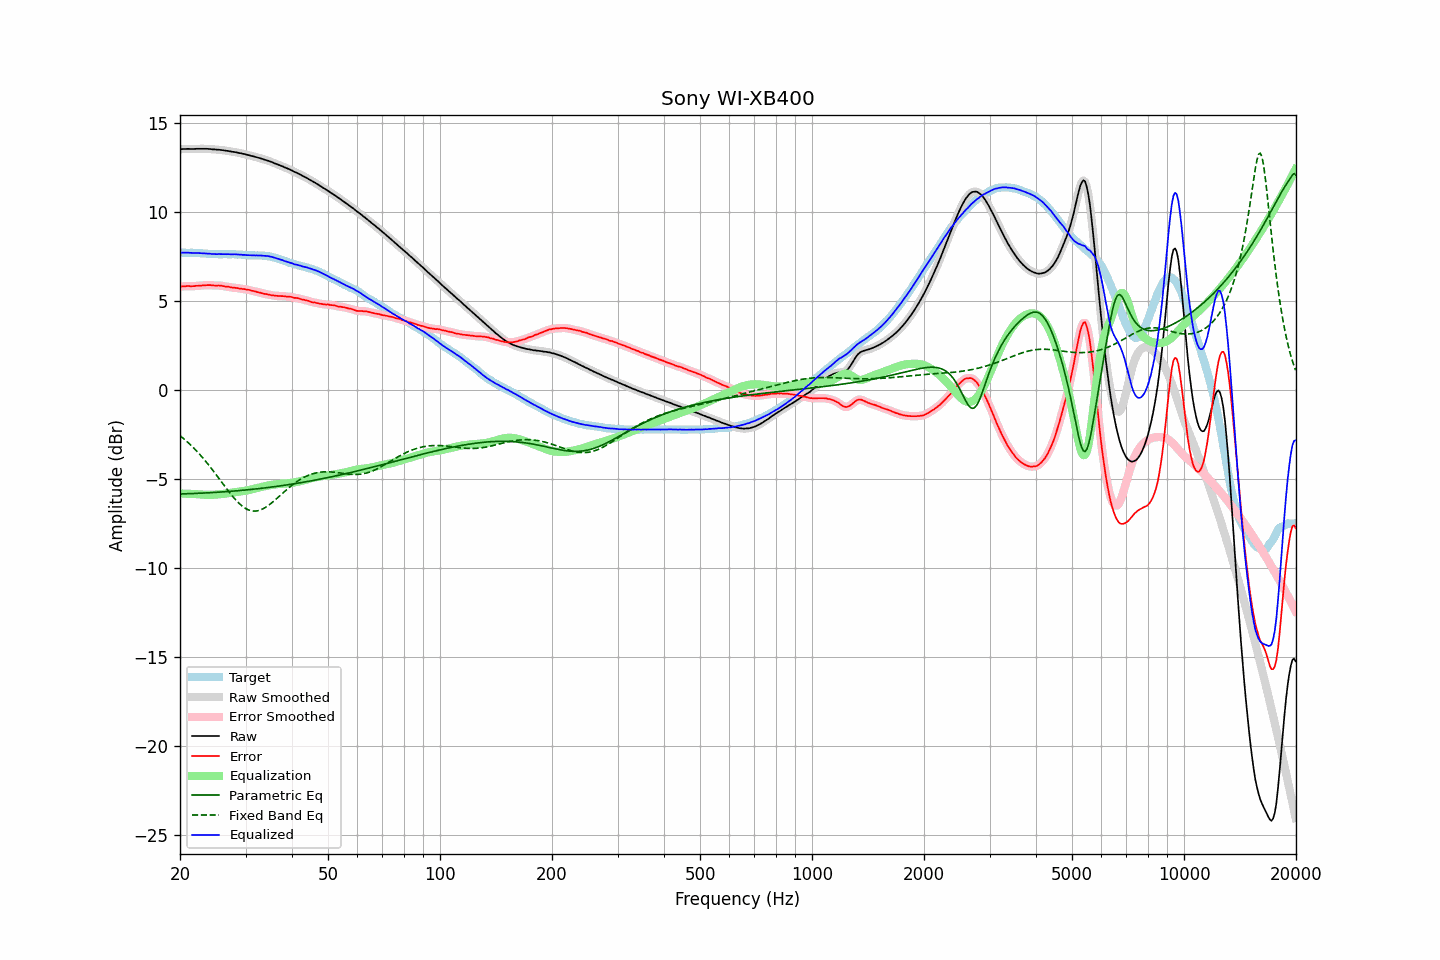 Sony WI-XB400
Amplitude (dBr)
15
10
5
0
−5
−10
−15
−20
−25
Target
Raw Smoothed
Error Smoothed
Raw
Error
Equalization
Parametric Eq
Fixed Band Eq
Equalized
20
50
100
200
500
1000
2000
5000
10000
20000
Frequency (Hz)